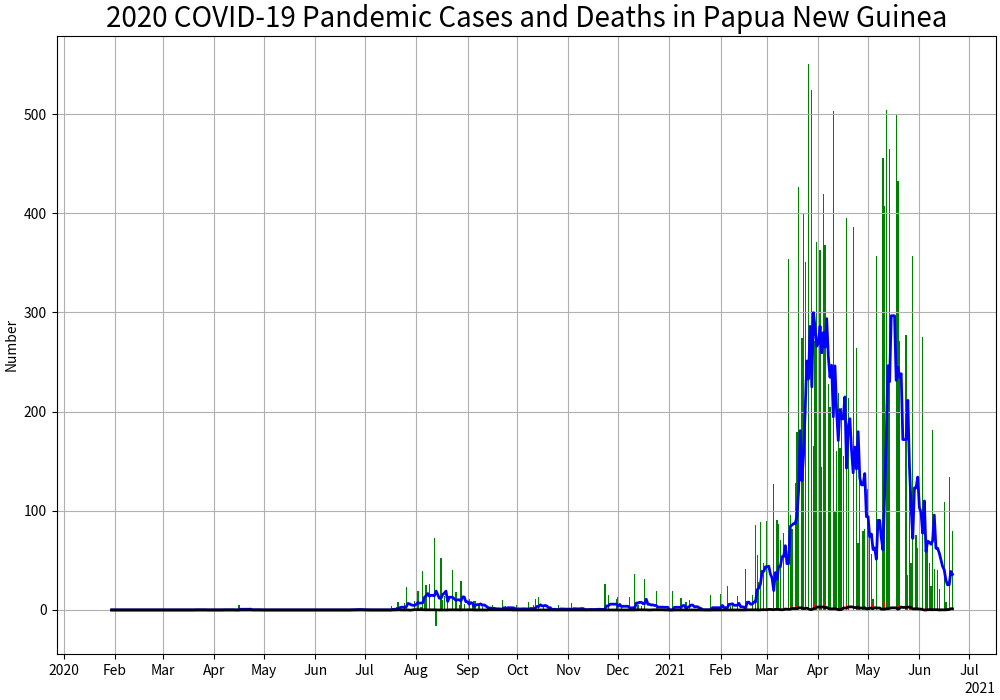 2020 COVID-19 Pandemic Cases and Deaths in Papua New Guinea
Number
500
400
300
200
100
0
2020 Feb Mar Apr May Jun Jul Aug Sep Oct Nov Dec 2021 Feb Mar Apr May Jun Jul
2021